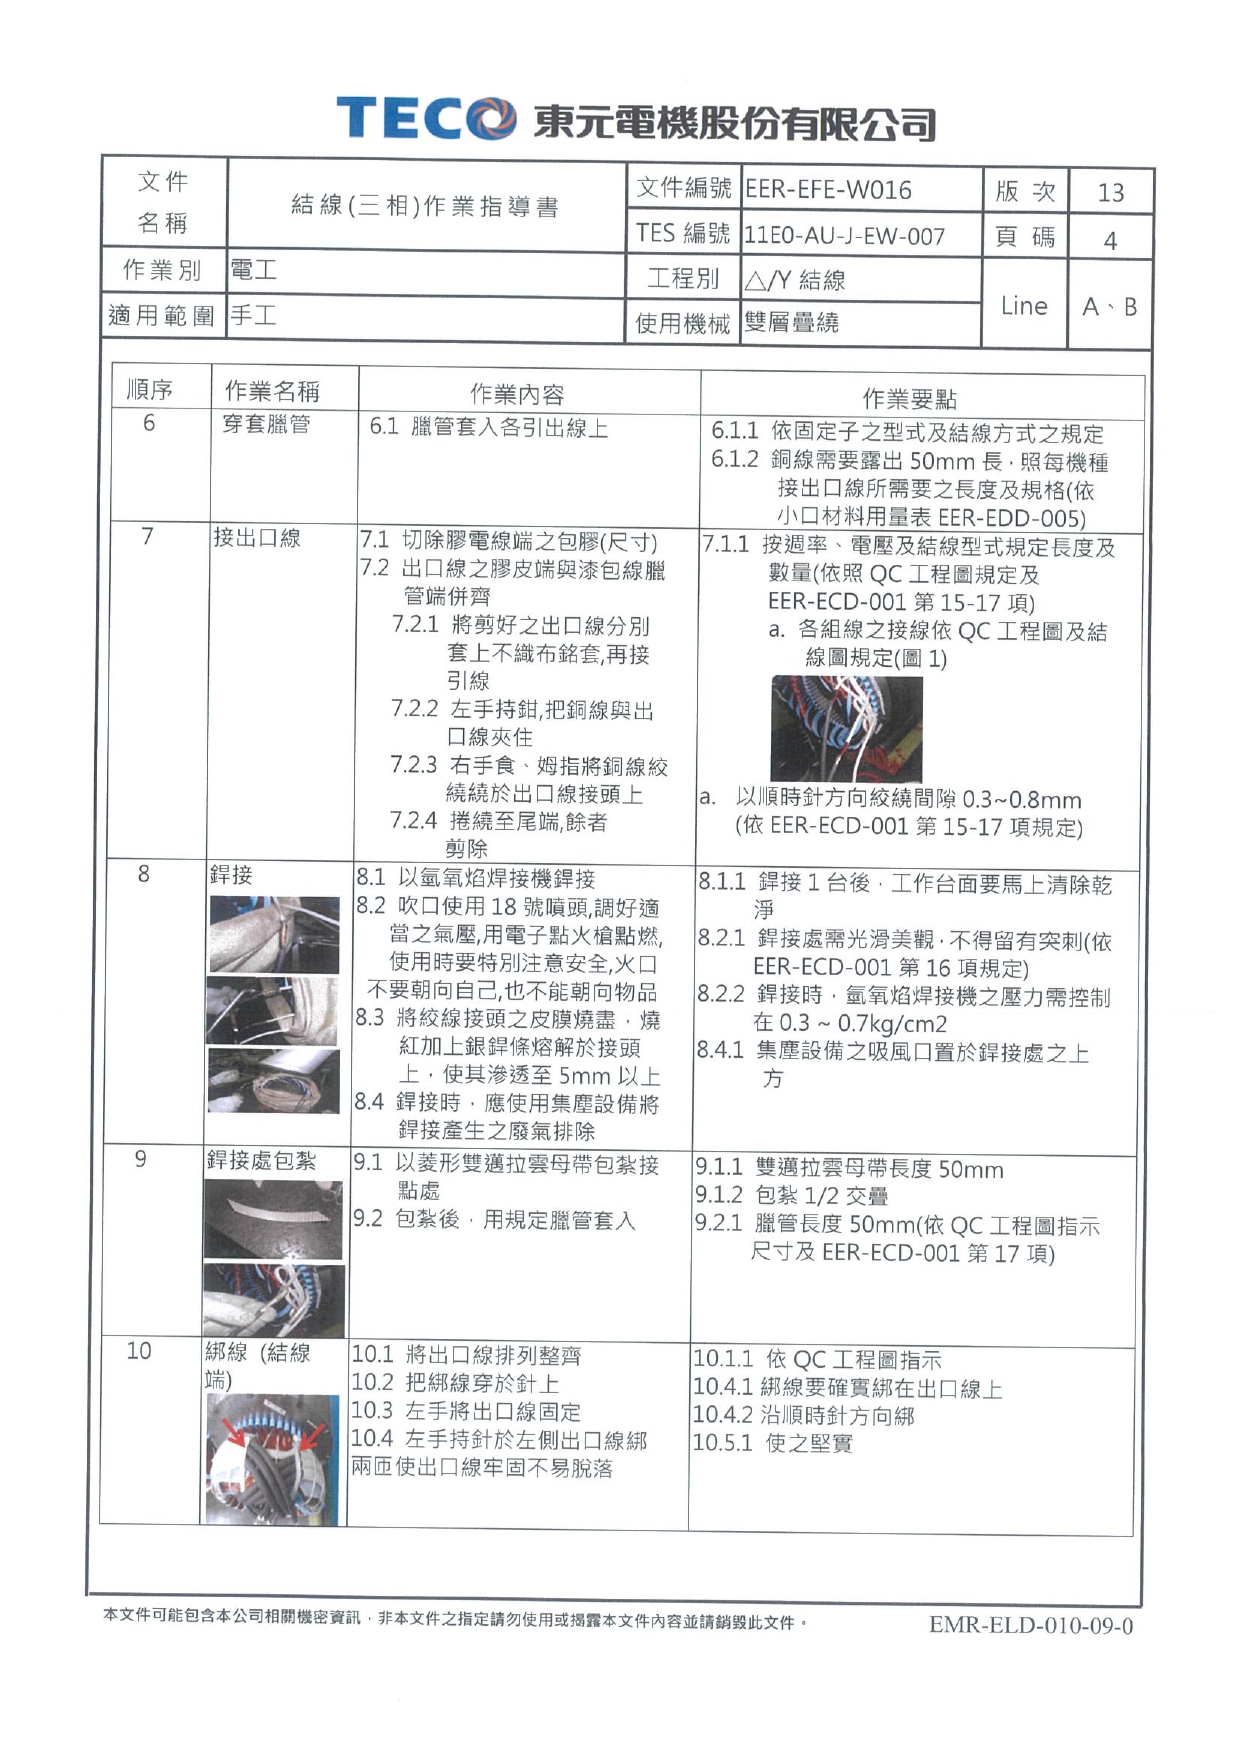 TECO 東元電機股份有限公司
文件
名稱
結線(三相)作業指導書
文件編號 EER-EFE-W016 版次 13
TES 編號 11E0-AU-J-EW-007 頁碼 4
作業別 電工 工程別 △/Y 結線 Line A、B
適用範圍 手工 使用機械 雙層疊繞
順序 作業名稱 作業內容 作業要點
6 穿套臘管
6.1 臘管套入各引出線上
6.1.1 依固定子之型式及結線方式之規定
6.1.2 銅線需要露出 50mm 長，照每機種
接出口線所需要之長度及規格(依
小口材料用量表 EER-EDD-005)
7 接出口線
7.1 切除膠電線端之包膠(尺寸)
7.2 出口線之膠皮端與漆包線臘
管端併齊
7.2.1 將剪好之出口線分別
套上不織布銘套,再接
引線
7.2.2 左手持鉗,把銅線與出
口線夾住
7.2.3 右手食、姆指將銅線絞
繞繞於出口線接頭上
7.2.4 捲繞至尾端,餘者
剪除
7.1.1 按週率、電壓及結線型式規定長度及
數量(依照 QC 工程圖規定及
EER-ECD-001 第 15-17 項)
a. 各組線之接線依 QC 工程圖及結
線圖規定(圖 1)
a. 以順時針方向絞繞間隙 0.3~0.8mm
(依 EER-ECD-001 第 15-17 項規定)
8 銲接
8.1 以氫氧焰焊接機銲接
8.2 吹口使用 18 號噴頭,調好適
當之氣壓,用電子點火槍點燃,
使用時要特別注意安全,火口
不要朝向自己,也不能朝向物品
8.3 將絞線接頭之皮膜燒盡，燒
紅加上銀銲條熔解於接頭
上，使其滲透至 5mm 以上
8.4 銲接時，應使用集塵設備將
銲接產生之廢氣排除
8.1.1 銲接 1 台後，工作台面要馬上清除乾
淨
8.2.1 銲接處需光滑美觀，不得留有突刺(依
EER-ECD-001 第 16 項規定)
8.2.2 銲接時，氫氧焰焊接機之壓力需控制
在 0.3 ~ 0.7kg/cm2
8.4.1 集塵設備之吸風口置於銲接處之上
方
9 銲接處包紮
9.1 以菱形雙邁拉雲母帶包紮接
點處
9.2 包紮後，用規定臘管套入
9.1.1 雙邁拉雲母帶長度 50mm
9.1.2 包紮 1/2 交疊
9.2.1 臘管長度 50mm(依 QC 工程圖指示
尺寸及 EER-ECD-001 第 17 項)
10 綁線 (結線
端)
10.1 將出口線排列整齊
10.2 把綁線穿於針上
10.3 左手將出口線固定
10.4 左手持針於左側出口線綁
兩匝使出口線牢固不易脫落
10.1.1 依 QC 工程圖指示
10.4.1 綁線要確實綁在出口線上
10.4.2 沿順時針方向綁
10.5.1 使之堅實
本文件可能包含本公司相關機密資訊，非本文件之指定請勿使用或揭露本文件內容並請銷毀此文件。
EMR-ELD-010-09-0